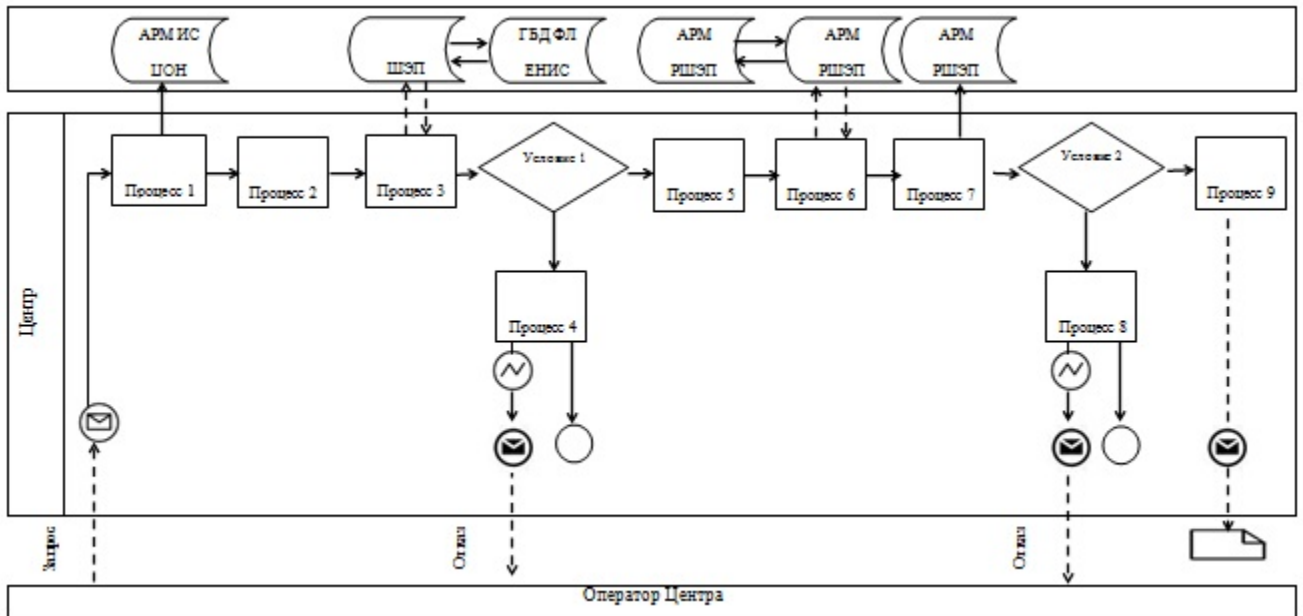 АРМ ИС
ЦОН
ШЭП
ГБД ФЛ
ЕНИС
АРМ
РШЭП
АРМ
РШЭП
АРМ
РШЭП
Центр
Процесс 1
Процесс 2
Процесс 3
Условие 1
Процесс 5
Процесс 6
Процесс 7
Условие 2
Процесс 9
Процесс 4
Процесс 8
Запрос
Отказ
Отказ
Оператор Центра